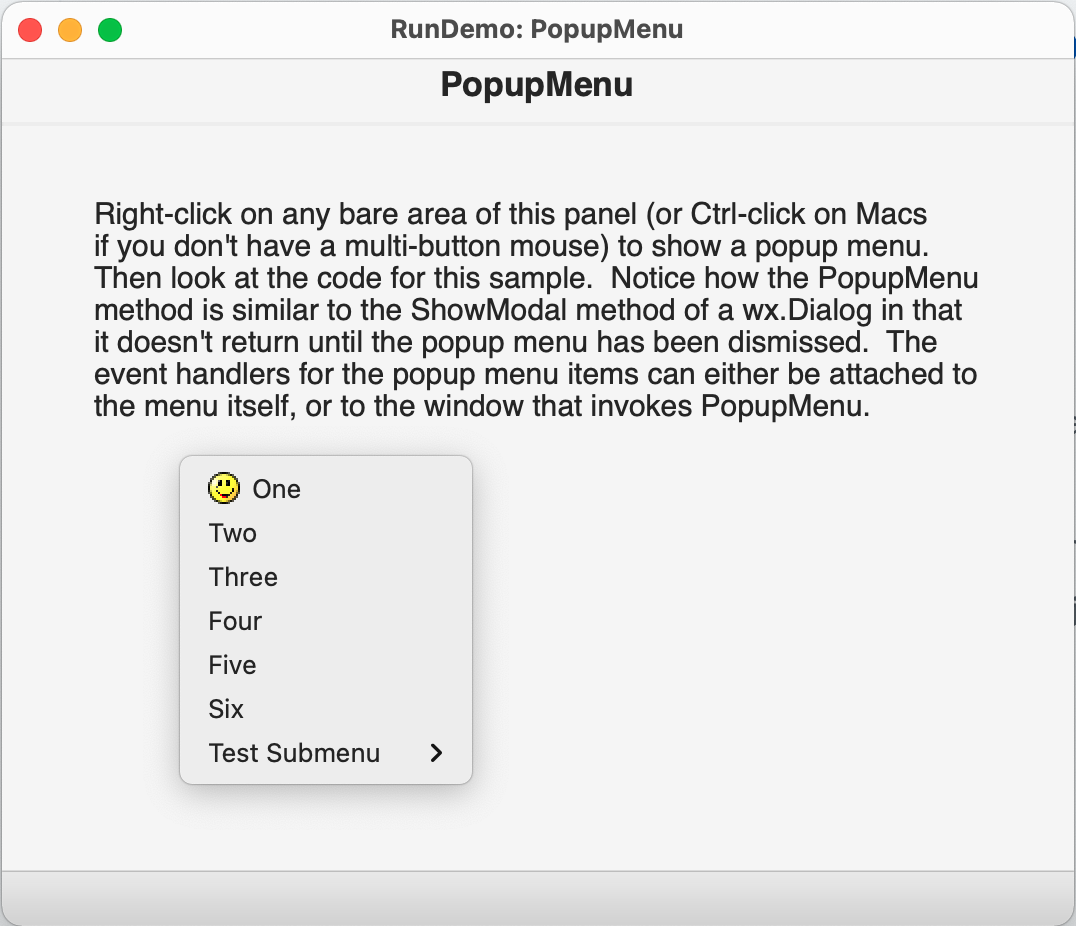 RunDemo: PopupMenu
PopupMenu
Right-click on any bare area of this panel (or Ctrl-click on Macs
if you don't have a multi-button mouse) to show a popup menu.
Then look at the code for this sample.  Notice how the PopupMenu
method is similar to the ShowModal method of a wx.Dialog in that
it doesn't return until the popup menu has been dismissed.  The
event handlers for the popup menu items can either be attached to
the menu itself, or to the window that invokes PopupMenu.
One
Two
Three
Four
Five
Six
Test Submenu